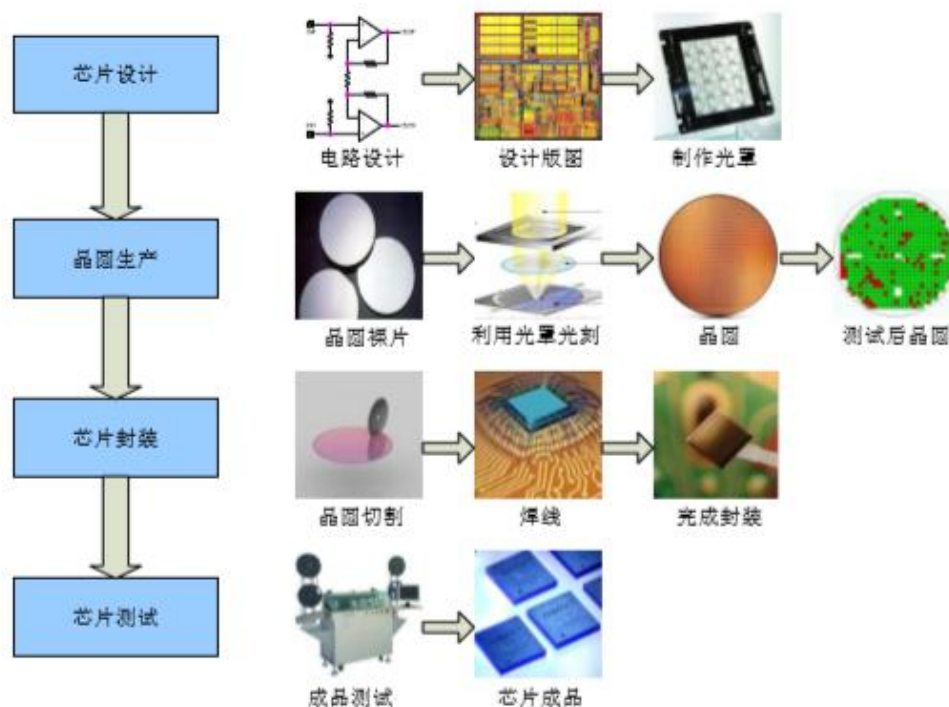 芯片设计
电路设计
设计版图
制作光罩
晶圆生产
晶圆裸片
利用光罩光刻
晶圆
测试后晶圆
芯片封装
晶圆切割
焊线
完成封装
芯片测试
成品测试
芯片成品